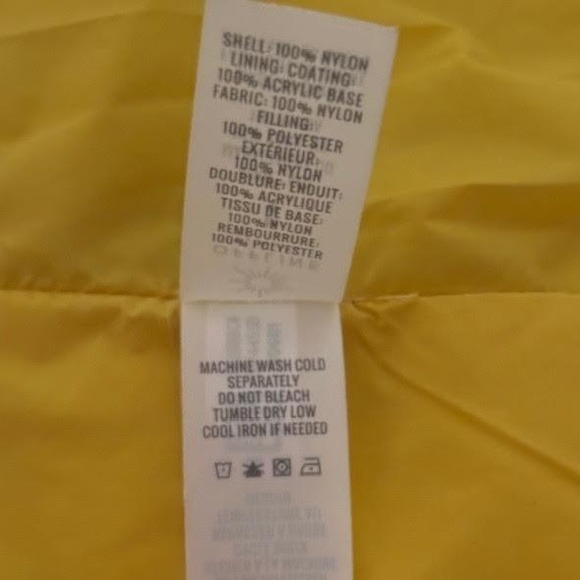 SHELL: 100% NYLON
LINING: COATING:
100% ACRYLIC BASE
FABRIC: 100% NYLON
FILLING:
100% POLYESTER
EXTÉRIEUR:
100% NYLON
DOUBLURE: ENDUIT:
100% ACRYLIQUE
TISSU DE BASE:
100% NYLON
REMBOURRURE:
100% POLYESTER
OFFLINE
MACHINE WASH COLD
SEPARATELY
DO NOT BLEACH
TUMBLE DRY LOW
COOL IRON IF NEEDED